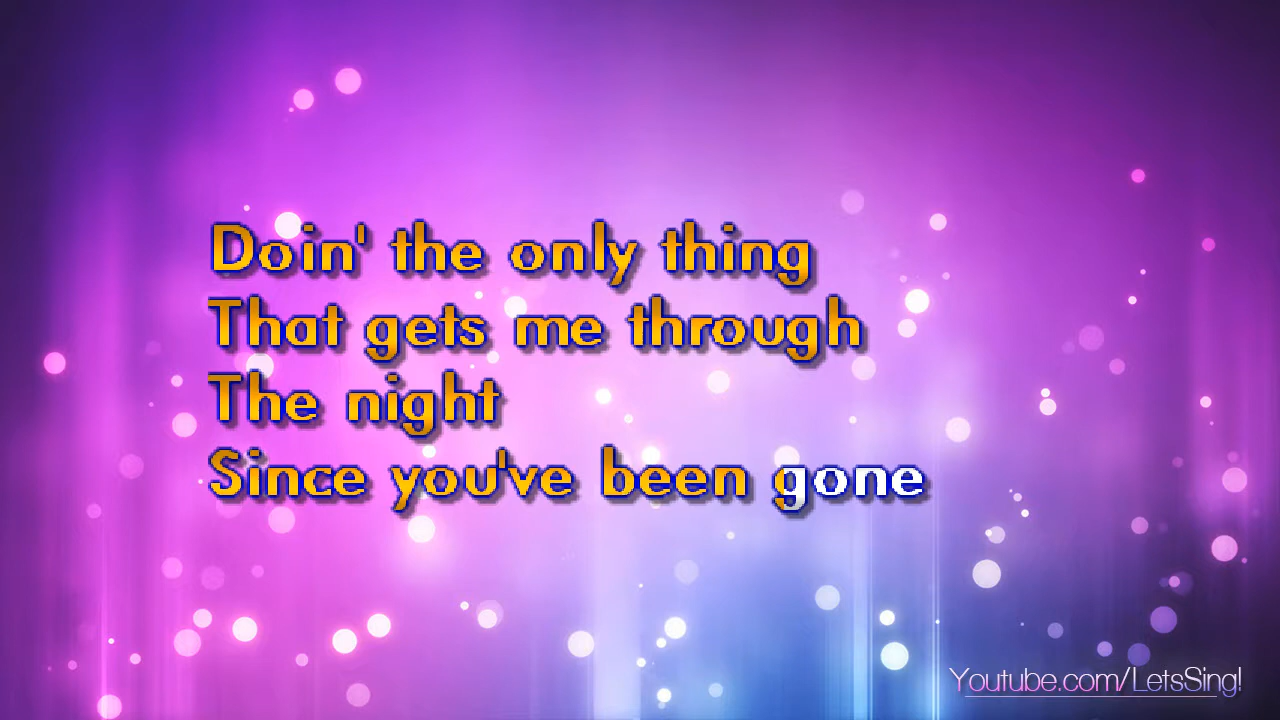 Doin' the only thing
That gets me through
The night
Since you've been gone
Youtube.com/LetsSing!